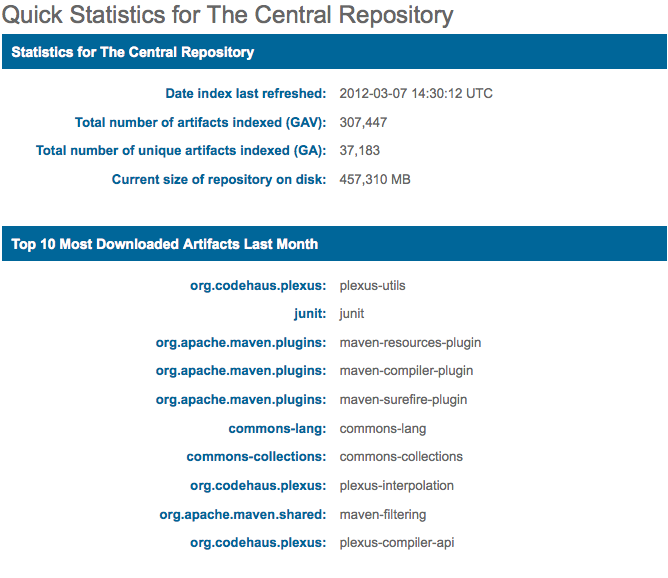 Quick Statistics for The Central Repository
Statistics for The Central Repository
Date index last refreshed: 2012-03-07 14:30:12 UTC
Total number of artifacts indexed (GAV): 307,447
Total number of unique artifacts indexed (GA): 37,183
Current size of repository on disk: 457,310 MB
Top 10 Most Downloaded Artifacts Last Month
org.codehaus.plexus: plexus-utils
junit: junit
org.apache.maven.plugins: maven-resources-plugin
org.apache.maven.plugins: maven-compiler-plugin
org.apache.maven.plugins: maven-surefire-plugin
commons-lang: commons-lang
commons-collections: commons-collections
org.codehaus.plexus: plexus-interpolation
org.apache.maven.shared: maven-filtering
org.codehaus.plexus: plexus-compiler-api